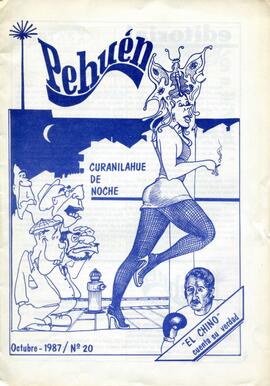 Pehuén
CURANILAHUE
DE
NOCHE
"EL CHINO"
cuenta su verdad
Octubre - 1987 / Nº 20